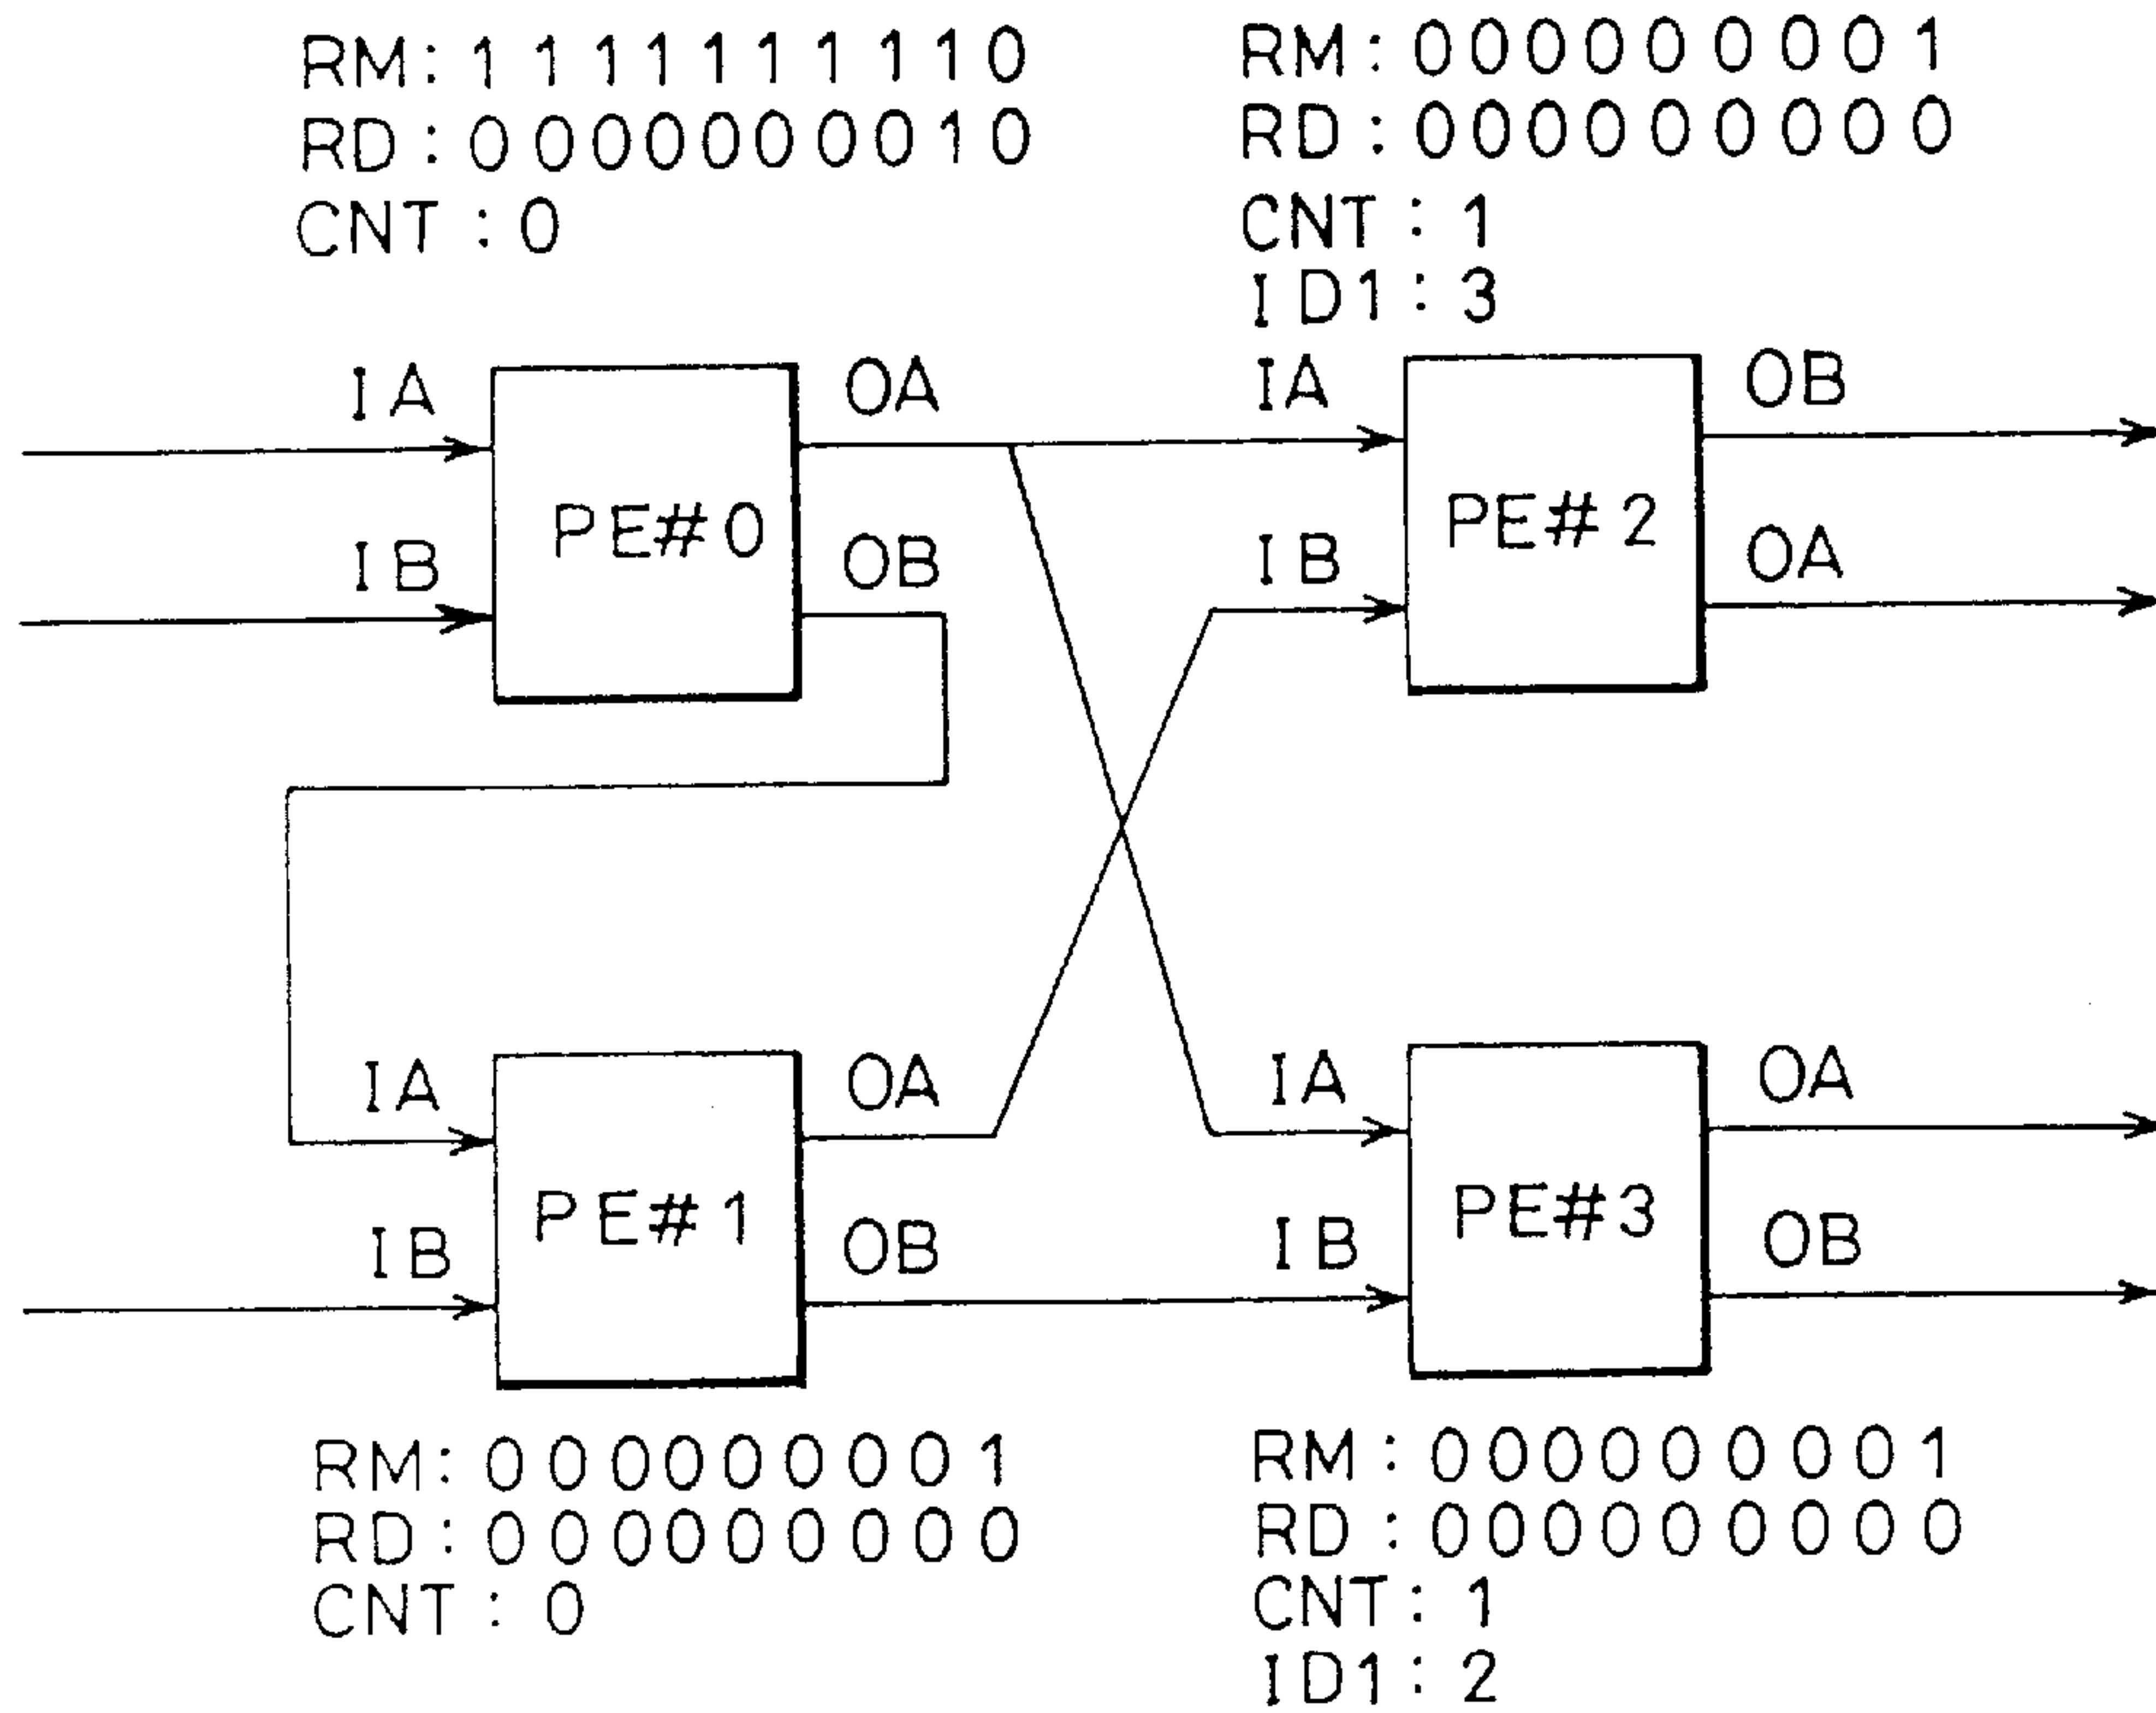 RM: 1 1 1 1 1 1 1 1 1 0
RD: 0 0 0 0 0 0 0 0 1 0
CNT : 0
RM : 0 0 0 0 0 0 0 0 1
RD : 0 0 0 0 0 0 0 0 0
CNT : 1
ID1 : 3
IA
OA
IA
OB
PE#0
PE#2
IB
OB
IB
OA
IA
OA
IA
OA
PE#1
PE#3
IB
OB
IB
OB
RM: 0 0 0 0 0 0 0 0 1
RD: 0 0 0 0 0 0 0 0 0
CNT : 0
RM : 0 0 0 0 0 0 0 0 1
RD : 0 0 0 0 0 0 0 0 0
CNT : 1
ID1 : 2